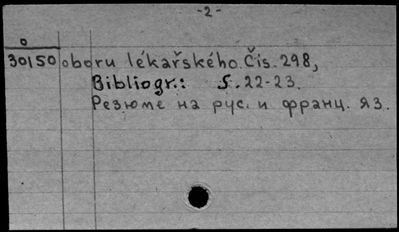 -2-
o
30150 oboru lékařského. Čís. 298,
Bibliogr.: S. 22-23.
Резюме на рус. и франц. яз.